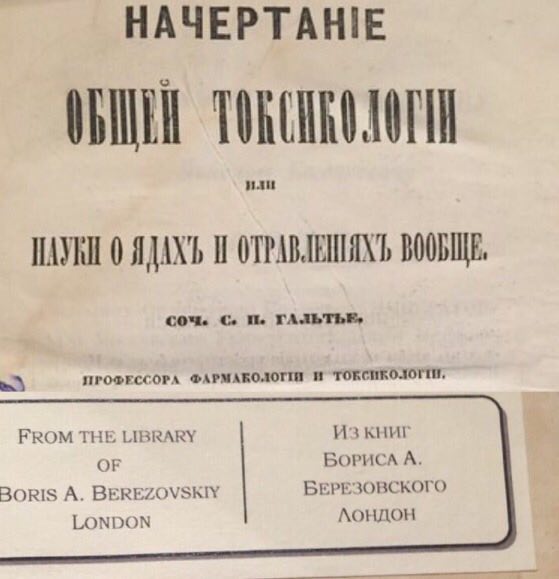 НАЧЕРТАНІЕ
ОБЩЕЙ ТОКСИКОЛОГІИ
ИЛИ
НАУКИ О ЯДАХЪ И ОТРАВЛЕНІЯХЪ ВООБЩЕ.
СОЧ. С. П. ГАЛЬТЬЕ,
ПРОФЕССОРА ФАРМАКОЛОГІИ И ТОКСИКОЛОГІИ.
FROM THE LIBRARY
OF
BORIS A. BEREZOVSKIY
LONDON
ИЗ КНИГ
БОРИСА А.
БЕРЕЗОВСКОГО
ЛОНДОН